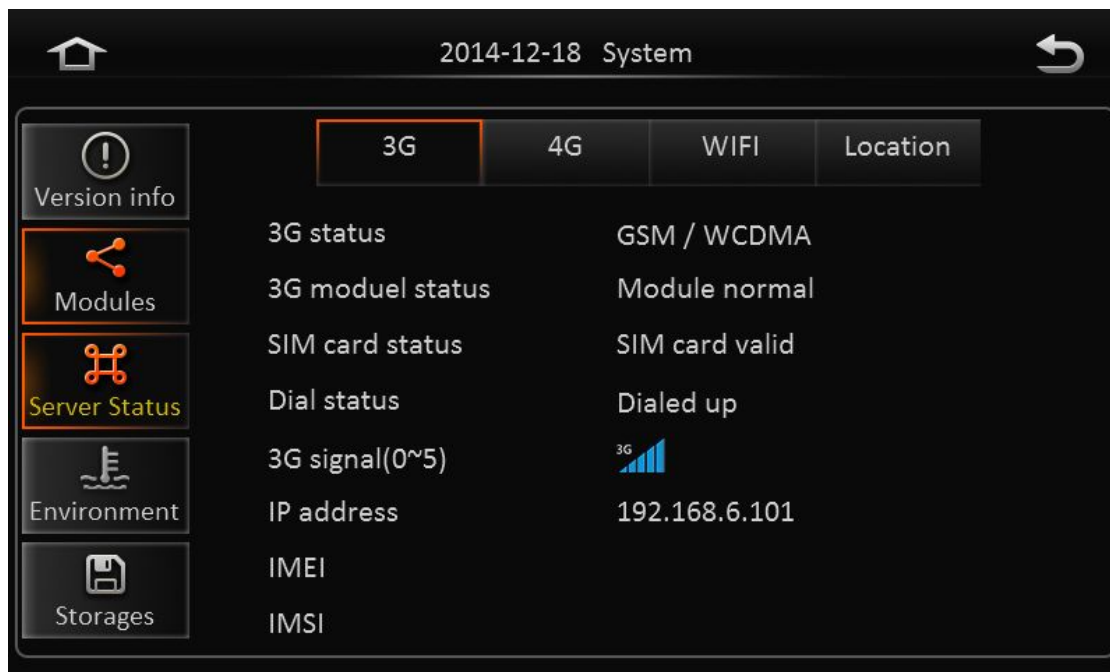 2014-12-18 System
3G 4G WIFI Location
Version info
Modules
Server Status
Environment
Storages
3G status GSM / WCDMA
3G moduel status Module normal
SIM card status SIM card valid
Dial status Dialed up
3G signal(0~5) 3G
IP address 192.168.6.101
IMEI
IMSI